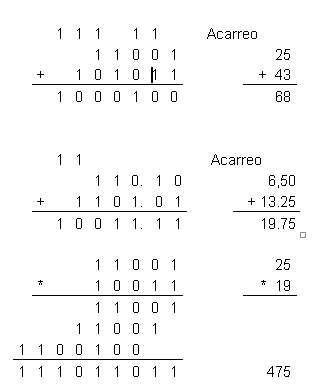 1 1 1 1 1 Acarreo
1 1 0 0 1 25
+ 1 0 1 0 1 1 + 43
1 0 0 0 1 0 0 68
1 1 Acarreo
1 1 0. 1 0 6,50
+ 1 1 0 1. 0 1 + 13.25
1 0 0 1 1. 1 1 19.75
1 1 0 0 1 25
* 1 0 0 1 1 * 19
1 1 0 0 1
1 1 0 0 1
1 1 0 0 1 0 0
1 1 1 0 1 1 0 1 1 475